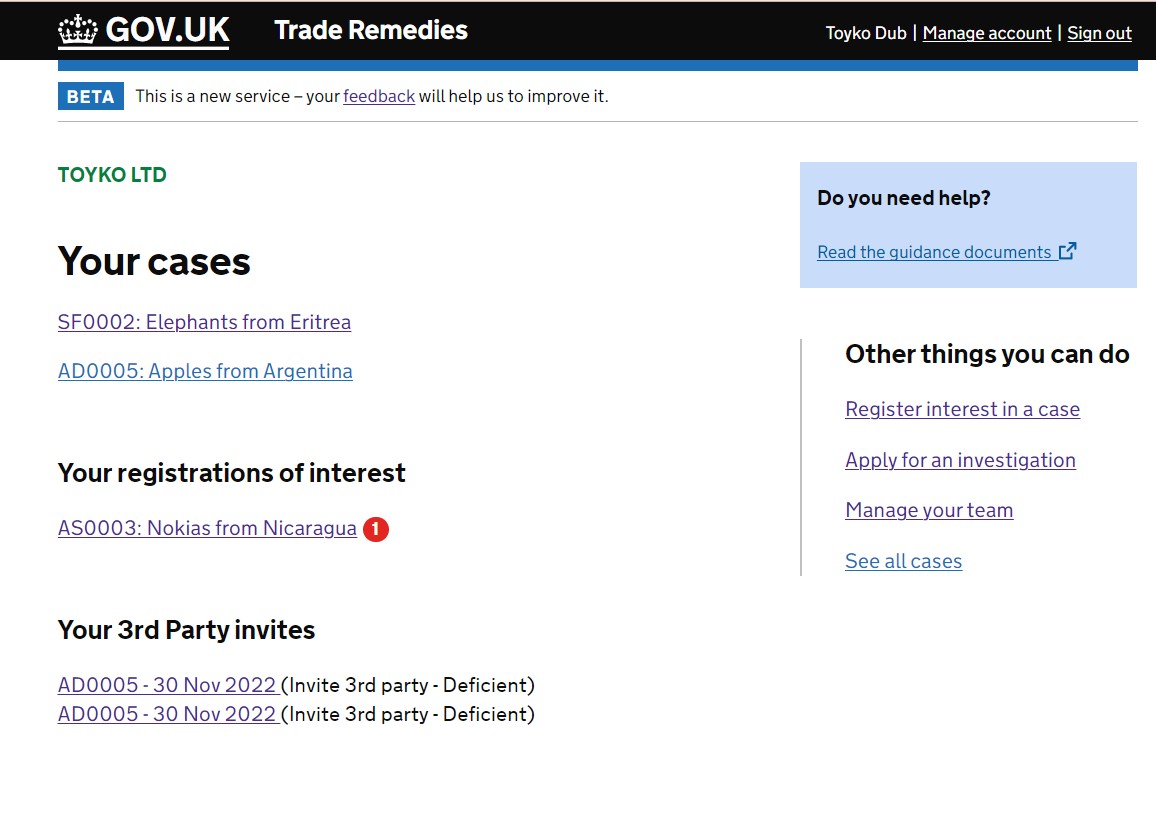 GOV.UK Trade Remedies Toyko Dub | Manage account | Sign out
BETA This is a new service – your feedback will help us to improve it.
TOYKO LTD
Your cases
SF0002: Elephants from Eritrea
AD0005: Apples from Argentina
Your registrations of interest
AS0003: Nokias from Nicaragua 1
Your 3rd Party invites
AD0005 - 30 Nov 2022 (Invite 3rd party - Deficient)
AD0005 - 30 Nov 2022 (Invite 3rd party - Deficient)
Do you need help?
Read the guidance documents
Other things you can do
Register interest in a case
Apply for an investigation
Manage your team
See all cases